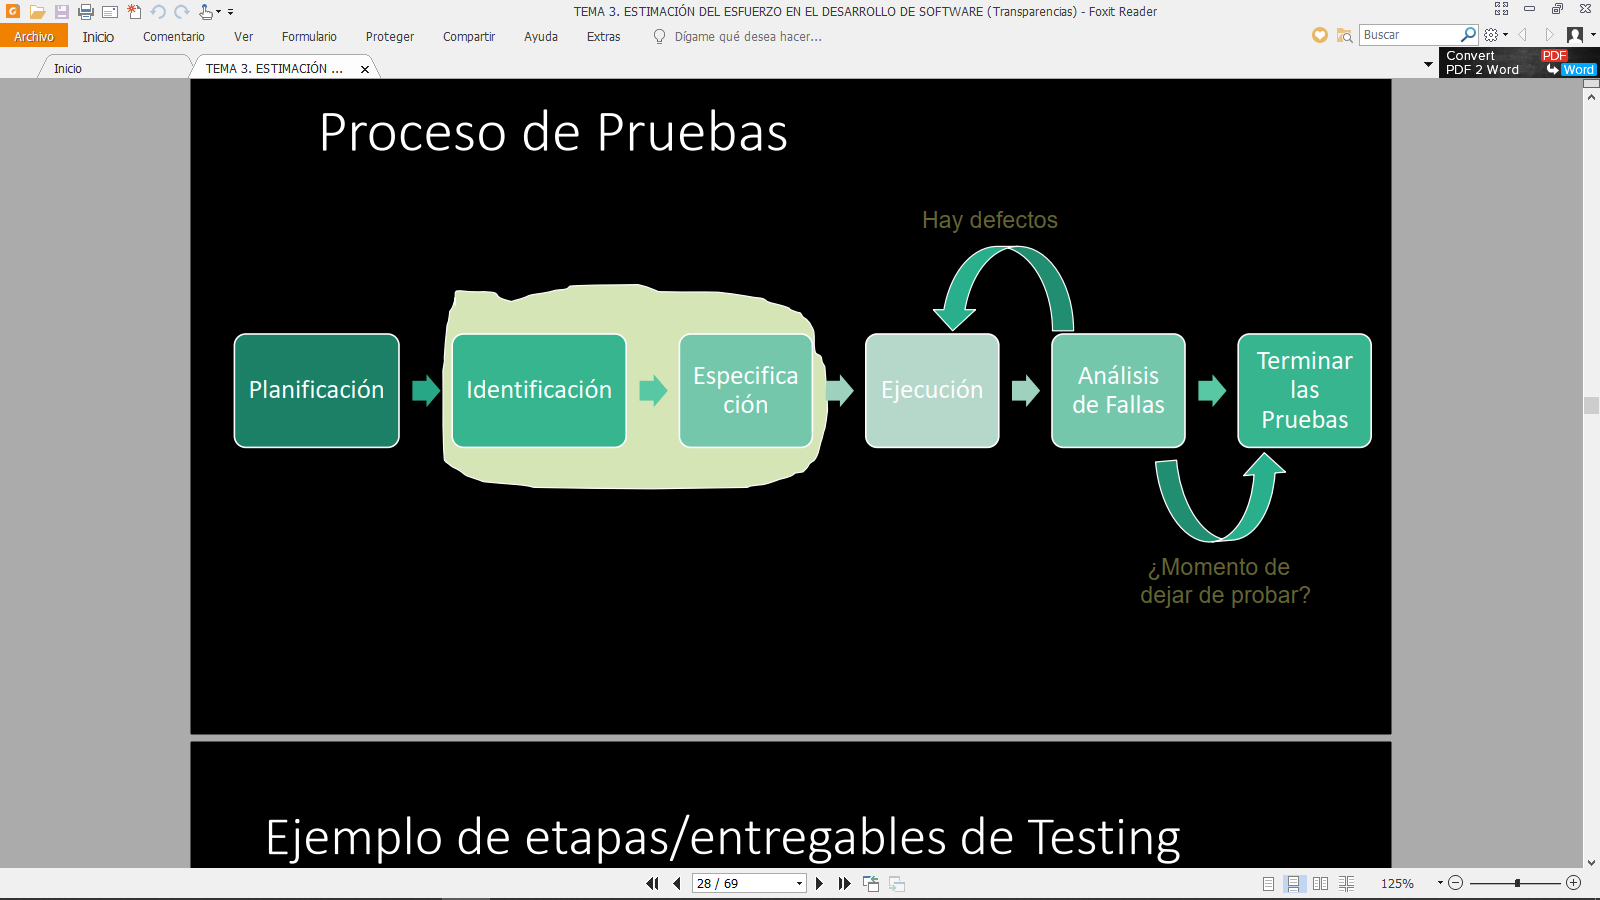 TEMA 3. ESTIMACIÓN DEL ESFUERZO EN EL DESARROLLO DE SOFTWARE (Transparencias) - Foxit Reader
Archivo Inicio Comentario Ver Formulario Proteger Compartir Ayuda Extras Dígame qué desea hacer... Buscar
Inicio TEMA 3. ESTIMACIÓN ...
Convert PDF
PDF 2 Word Word
Proceso de Pruebas
Hay defectos
Planificación
Identificación
Especifica
ción
Ejecución
Análisis
de Fallas
Terminar
las
Pruebas
¿Momento de
dejar de probar?
Ejemplo de etapas/entregables de Testing
28 / 69 125%